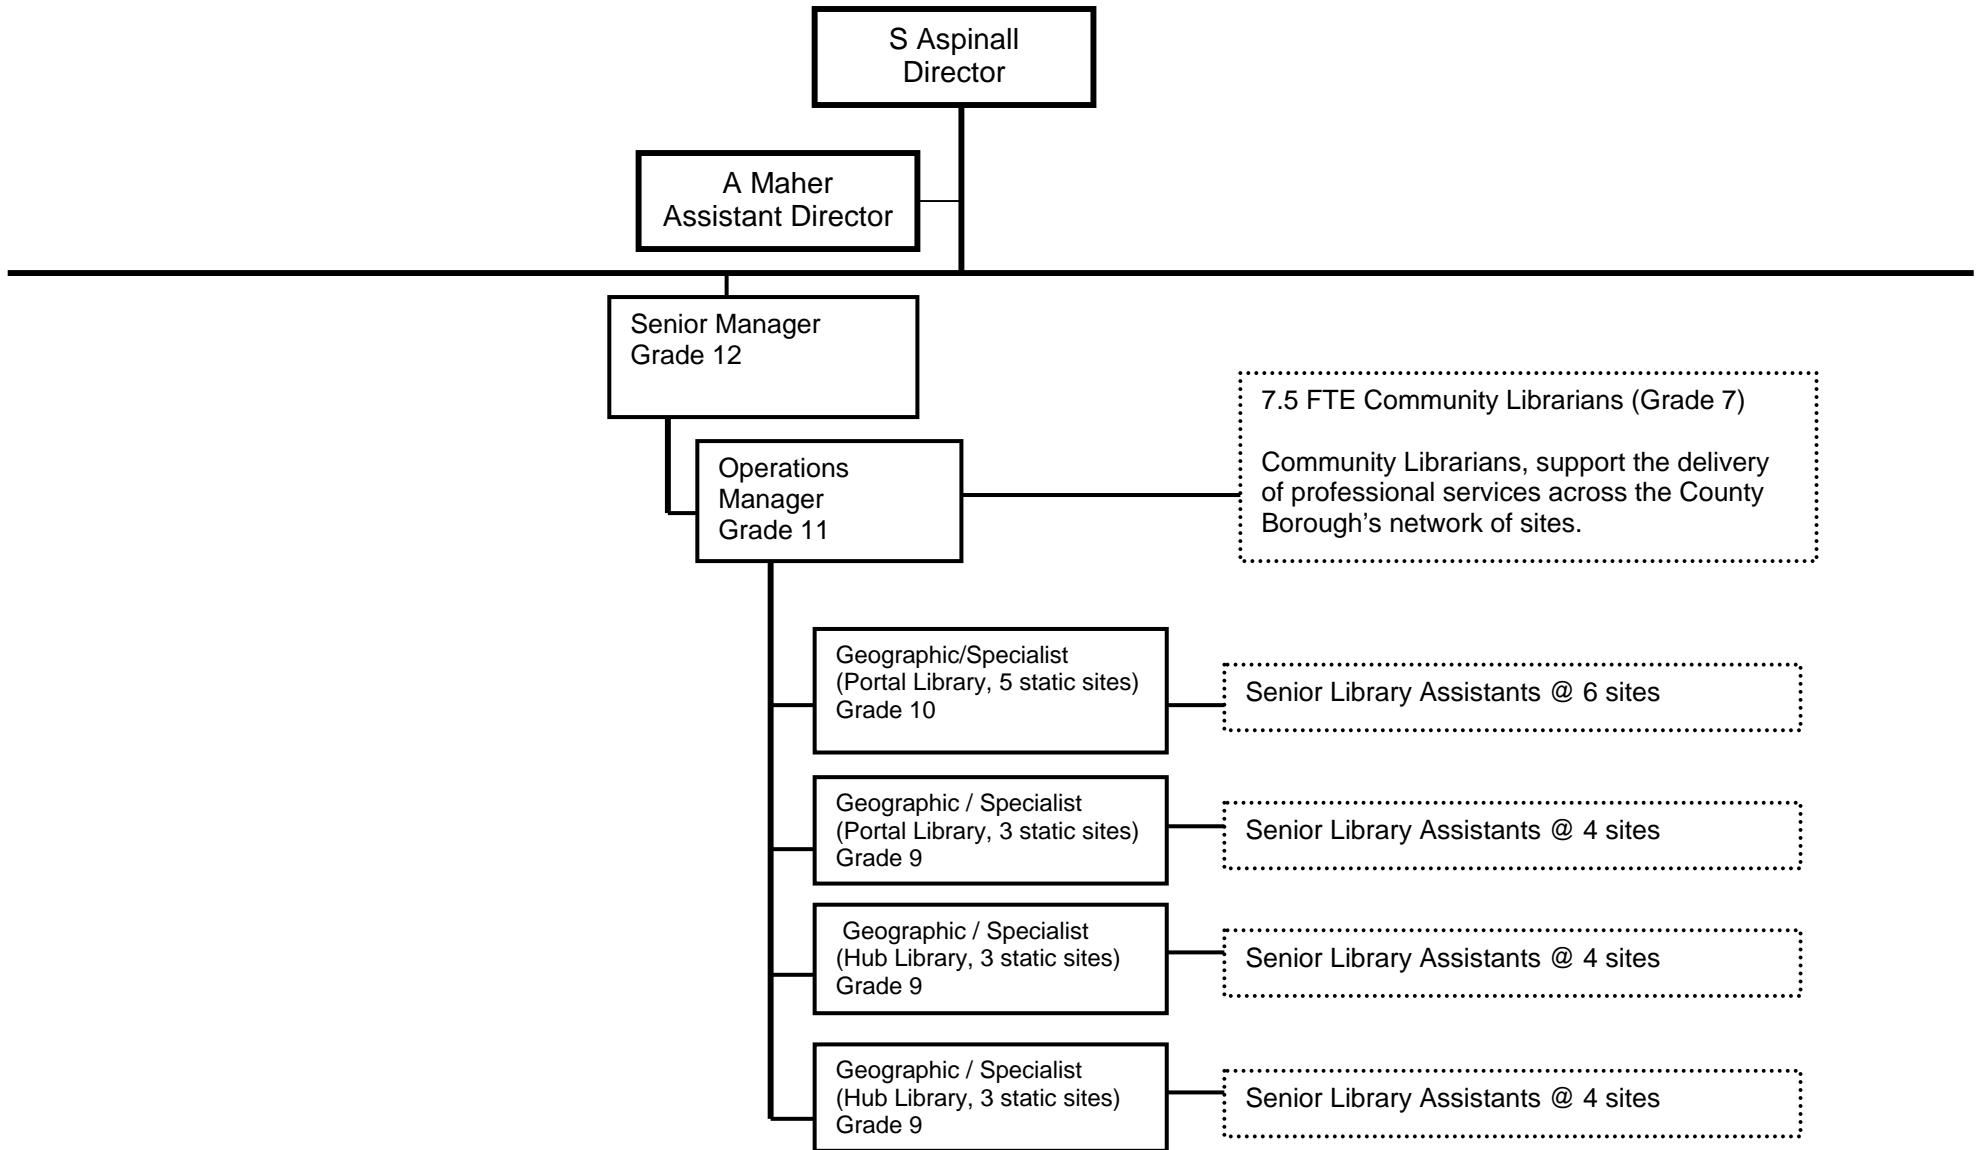 S Aspinall
Director
A Maher
Assistant Director
Senior Manager
Grade 12
Operations
Manager
Grade 11
7.5 FTE Community Librarians (Grade 7)
Community Librarians, support the delivery
of professional services across the County
Borough’s network of sites.
Geographic/Specialist
(Portal Library, 5 static sites)
Grade 10
Senior Library Assistants @ 6 sites
Geographic / Specialist
(Portal Library, 3 static sites)
Grade 9
Senior Library Assistants @ 4 sites
Geographic / Specialist
(Hub Library, 3 static sites)
Grade 9
Senior Library Assistants @ 4 sites
Geographic / Specialist
(Hub Library, 3 static sites)
Grade 9
Senior Library Assistants @ 4 sites